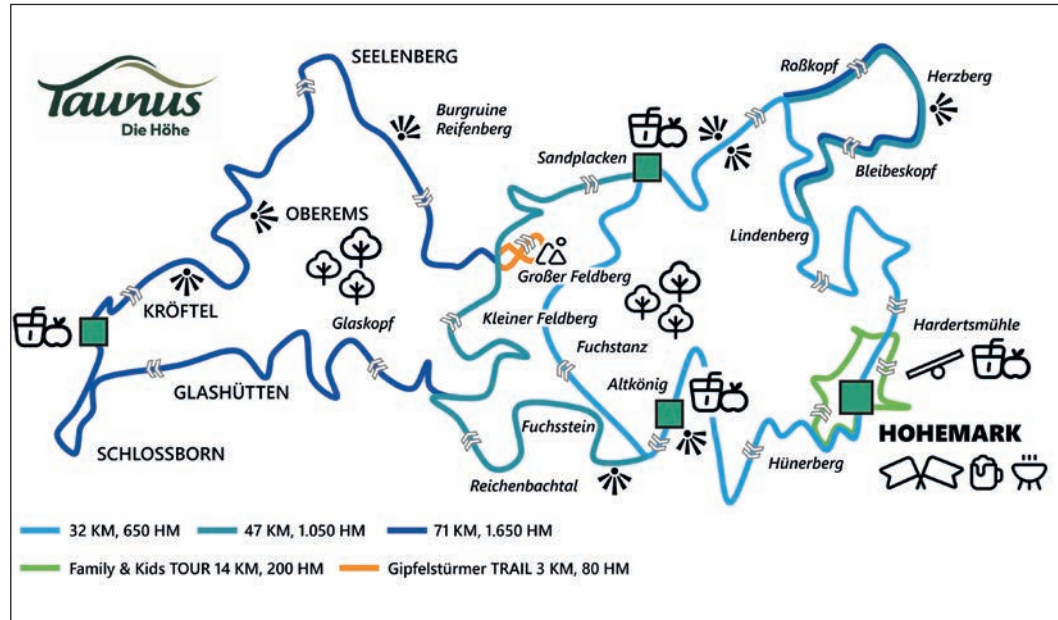 Taunus
Die Höhe
SEELENBERG
Burgruine
Reifenberg
Roßkopf
Herzberg
Sandplacken
Bleibeskopf
OBEREMS
Lindenberg
Großer Feldberg
KRÖFTEL
Glaskopf
Kleiner Feldberg
Fuchstanz
Hardertsmühle
GLASHÜTTEN
Altkönig
Fuchsstein
SCHLOSSBORN
Reichenbachtal
Hünerberg
HOHEMARK
32 KM, 650 HM
47 KM, 1.050 HM
71 KM, 1.650 HM
Family & Kids TOUR 14 KM, 200 HM
Gipfelstürmer TRAIL 3 KM, 80 HM